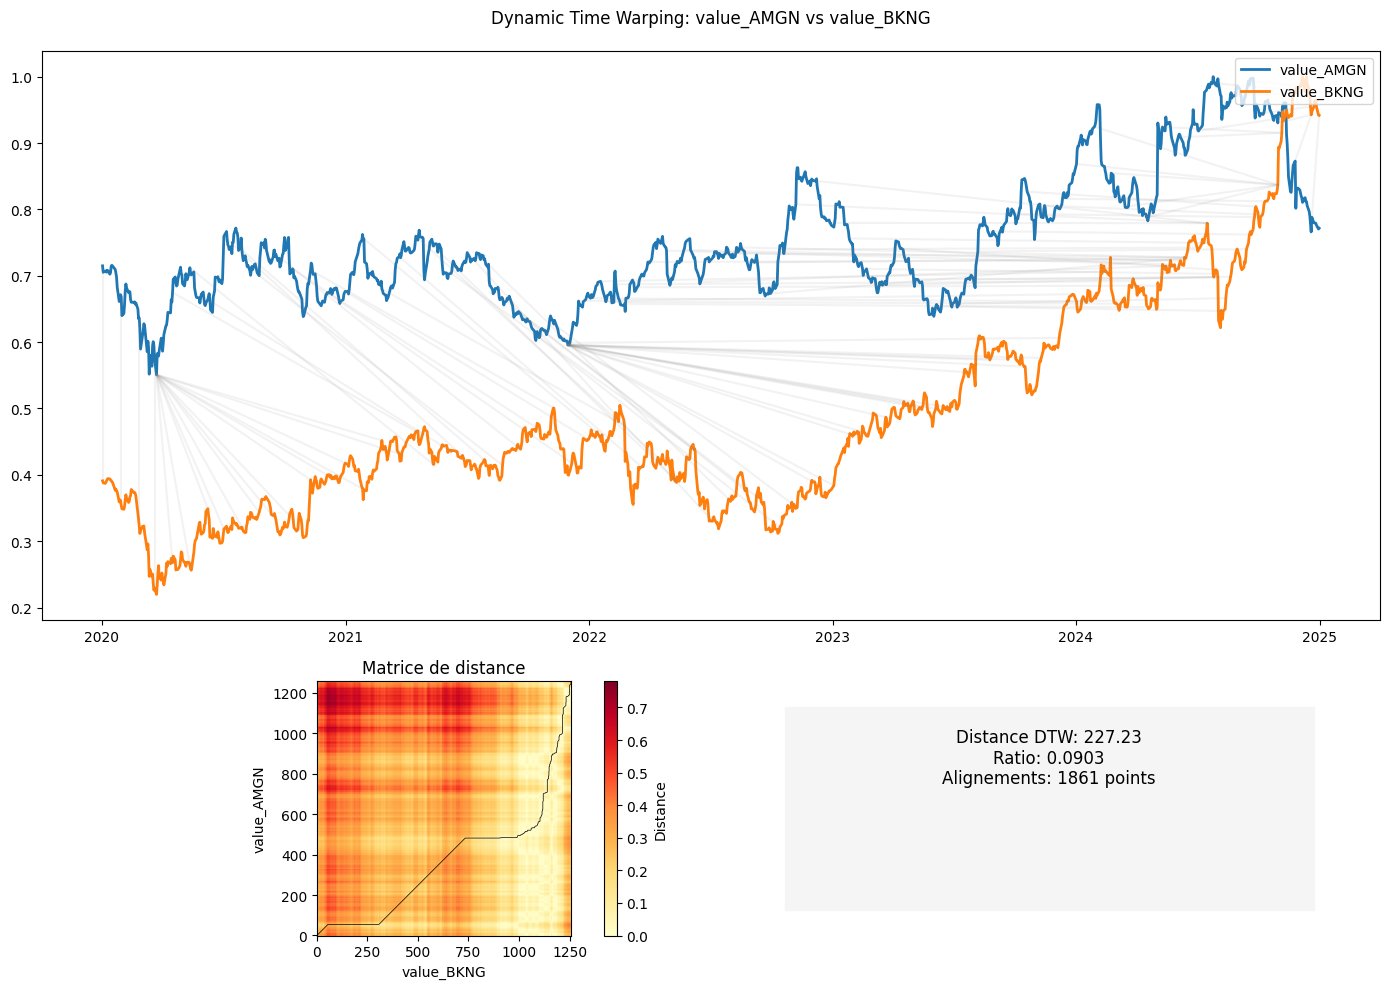 Dynamic Time Warping: value_AMGN vs value_BKNG
value_AMGN
value_BKNG
1.0
0.9
0.8
0.7
0.6
0.5
0.4
0.3
0.2
2020 2021 2022 2023 2024 2025
Matrice de distance
value_AMGN
1200
1000
800
600
400
200
0
0 250 500 750 1000 1250
value_BKNG
0.7
0.6
0.5
0.4
0.3
0.2
0.1
0.0
Distance
Distance DTW: 227.23
Ratio: 0.0903
Alignements: 1861 points